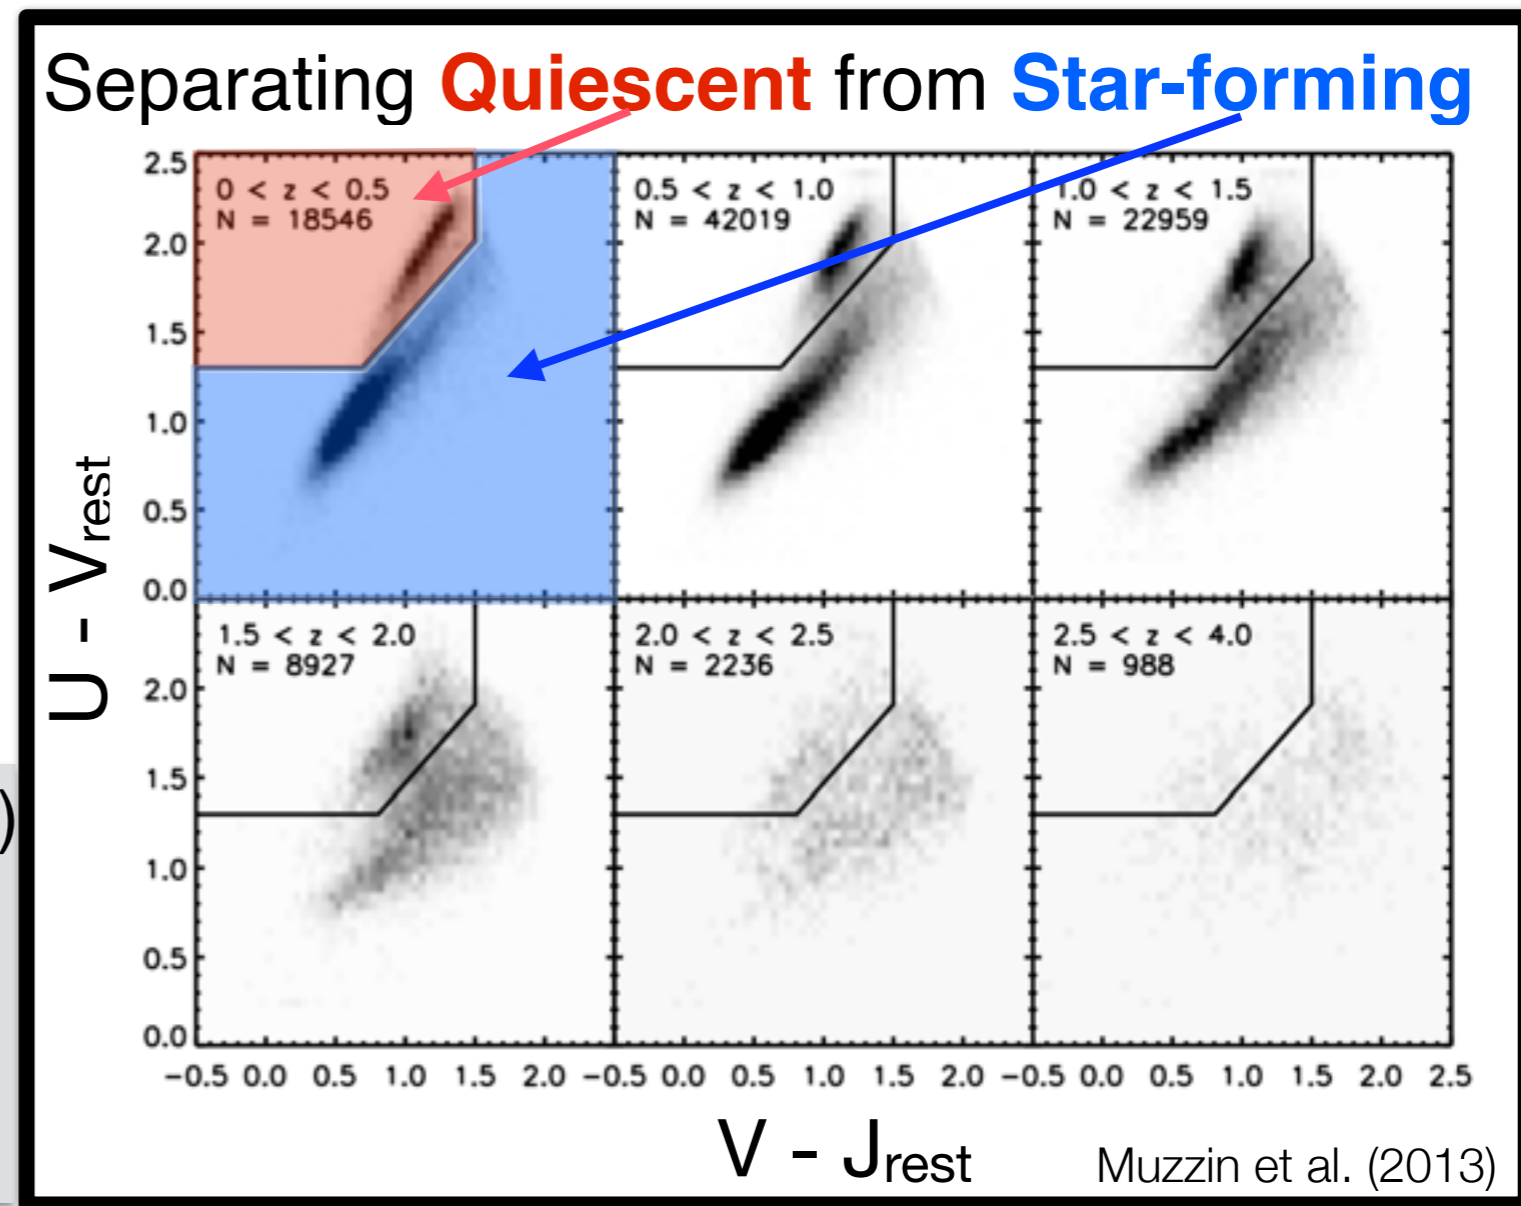 Separating Quiescent from Star-forming
2.5
0 < z < 0.5
N = 18546
0.5 < z < 1.0
N = 42019
1.0 < z < 1.5
N = 22959
2.0
1.5
1.0
0.5
0.0
1.5 < z < 2.0
N = 8927
2.0 < z < 2.5
N = 2236
2.5 < z < 4.0
N = 988
2.0
1.5
1.0
0.5
0.0
U - Vrest
)
-0.5 0.0 0.5 1.0 1.5 2.0 -0.5 0.0 0.5 1.0 1.5 2.0 -0.5 0.0 0.5 1.0 1.5 2.0 2.5
V - Jrest
Muzzin et al. (2013)